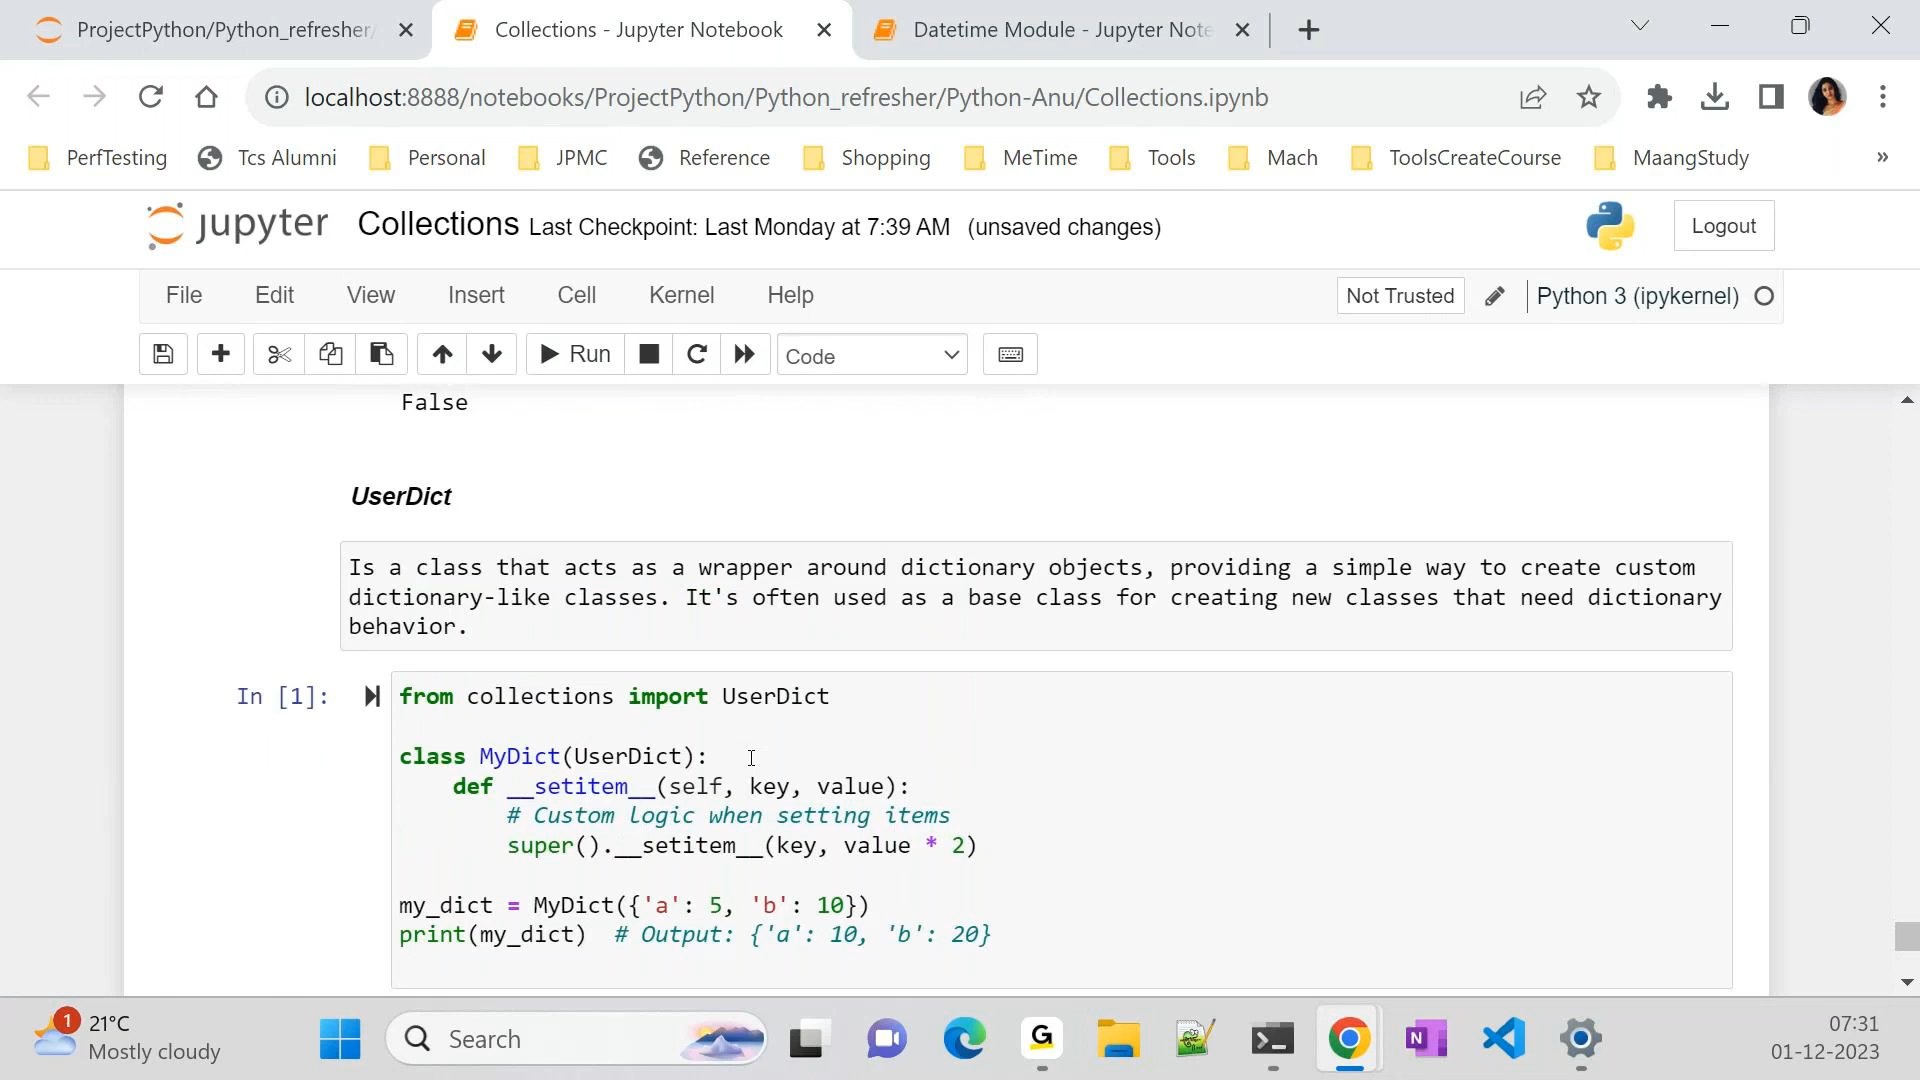 ProjectPython/Python_refresher/
Collections - Jupyter Notebook
Datetime Module - Jupyter Note
localhost:8888/notebooks/ProjectPython/Python_refresher/Python-Anu/Collections.ipynb
PerfTesting Tcs Alumni Personal JPMC Reference Shopping MeTime Tools Mach ToolsCreateCourse MaangStudy »
jupyter Collections Last Checkpoint: Last Monday at 7:39 AM (unsaved changes) Logout
File Edit View Insert Cell Kernel Help Not Trusted Python 3 (ipykernel)
Run Code
False
UserDict
Is a class that acts as a wrapper around dictionary objects, providing a simple way to create custom
dictionary-like classes. It's often used as a base class for creating new classes that need dictionary
behavior.
In [1]: from collections import UserDict
class MyDict(UserDict):
def __setitem__(self, key, value):
# Custom logic when setting items
super().__setitem__(key, value * 2)
my_dict = MyDict({'a': 5, 'b': 10})
print(my_dict) # Output: {'a': 10, 'b': 20}
1 21°C
Mostly cloudy
Search
G
N
07:31
01-12-2023